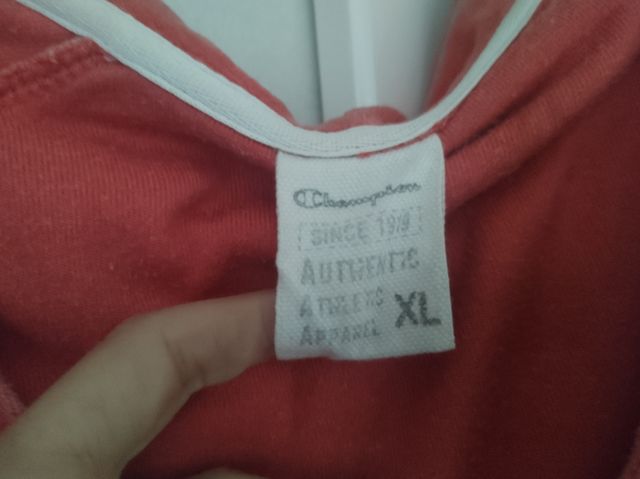 Champion
SINCE 1919
AUTHENTIC
ATHLETIC
APPAREL
XL